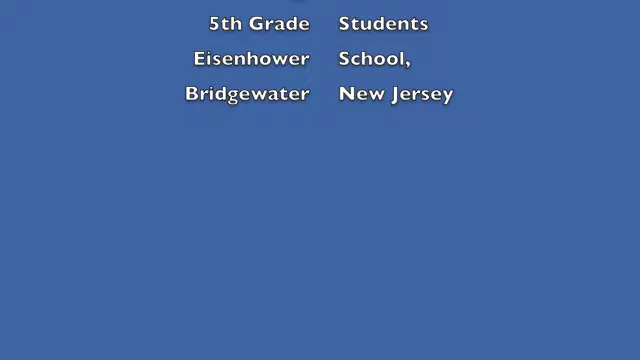 5th Grade Students
Eisenhower School,
Bridgewater New Jersey